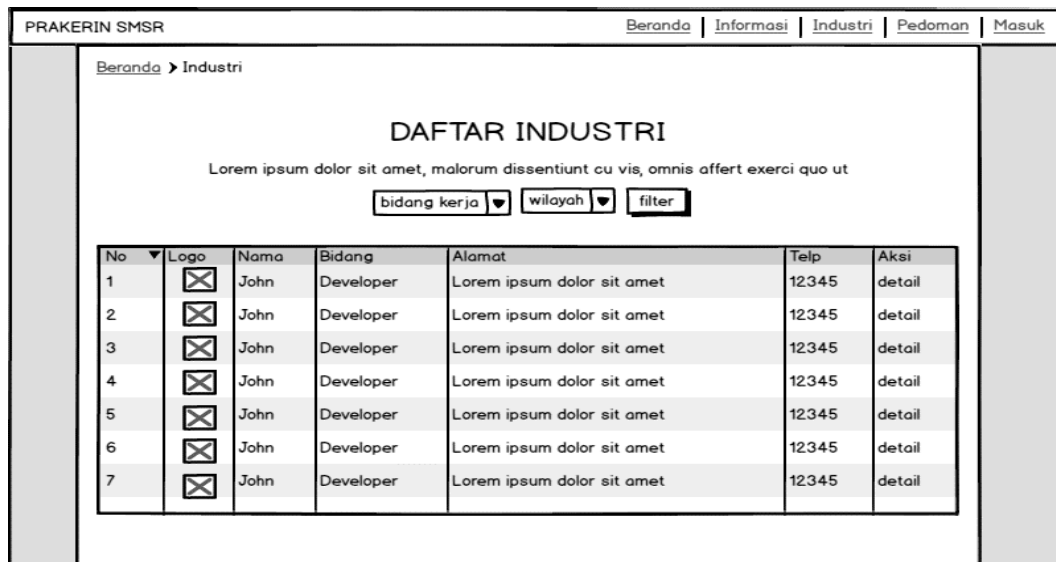 PRAKERIN SMSR Beranda Informasi Industri Pedoman Masuk
Beranda > Industri
DAFTAR INDUSTRI
Lorem ipsum dolor sit amet, malorum dissentiunt cu vis, omnis affert exerci quo ut
bidang kerja wilayah filter
No Logo Nama Bidang Alamat Telp Aksi
1 John Developer Lorem ipsum dolor sit amet 12345 detail
2 John Developer Lorem ipsum dolor sit amet 12345 detail
3 John Developer Lorem ipsum dolor sit amet 12345 detail
4 John Developer Lorem ipsum dolor sit amet 12345 detail
5 John Developer Lorem ipsum dolor sit amet 12345 detail
6 John Developer Lorem ipsum dolor sit amet 12345 detail
7 John Developer Lorem ipsum dolor sit amet 12345 detail